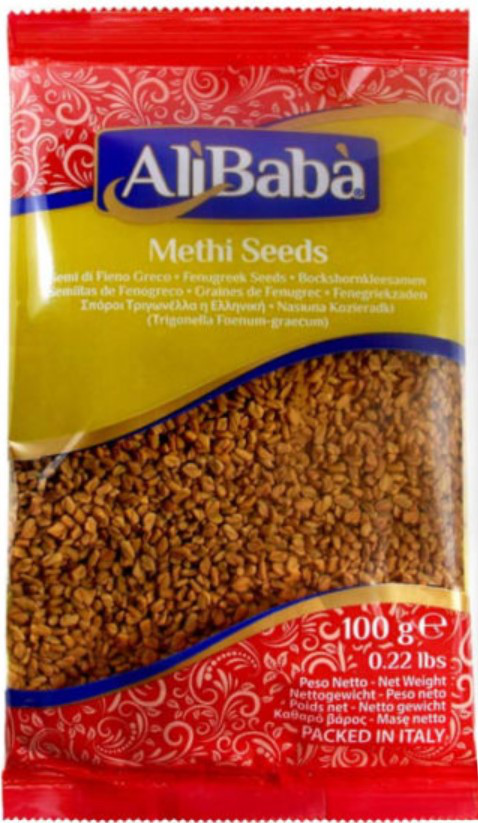 AlìBabà®
Methi Seeds
Semi di Fieno Greco • Fenugreek Seeds • Bockshornkleesamen
Semillas de Fenogreco • Graines de Fenugrec • Fenegriekzaden
Σπόροι Τριγωνέλλα η Ελληνική • Nasiona Kozieradki
(Trigonella Foenum-graecum)
100 g ℮
0.22 lbs
Peso Netto - Net Weight
Nettogewicht - Peso neto
Poids net - Netto gewicht
Καθαρό βάρος - Masę netto
PACKED IN ITALY